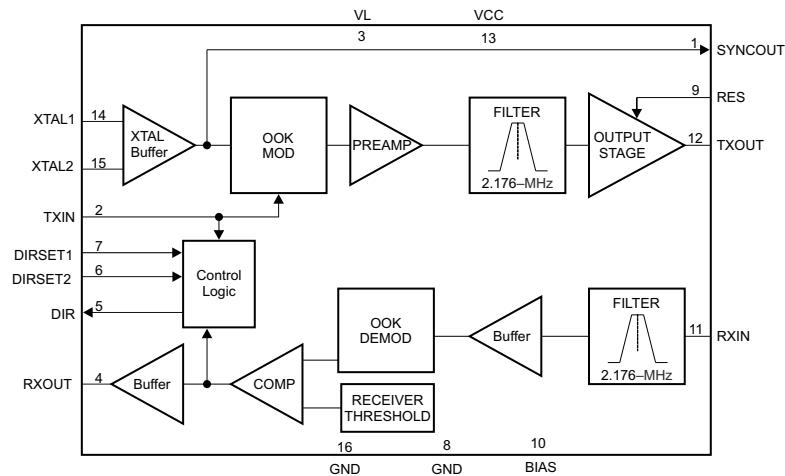 VL
VCC
3
13
1
SYNCOUT
9
RES
XTAL1
14
XTAL
Buffer
OOK
MOD
PREAMP
FILTER
2.176–MHz
OUTPUT
STAGE
12
TXOUT
XTAL2
15
TXIN
2
DIRSET1
7
DIRSET2
6
Control
Logic
DIR
5
OOK
DEMOD
Buffer
FILTER
2.176–MHz
11
RXIN
RXOUT
4
Buffer
COMP
RECEIVER
THRESHOLD
16
8
10
GND
GND
BIAS